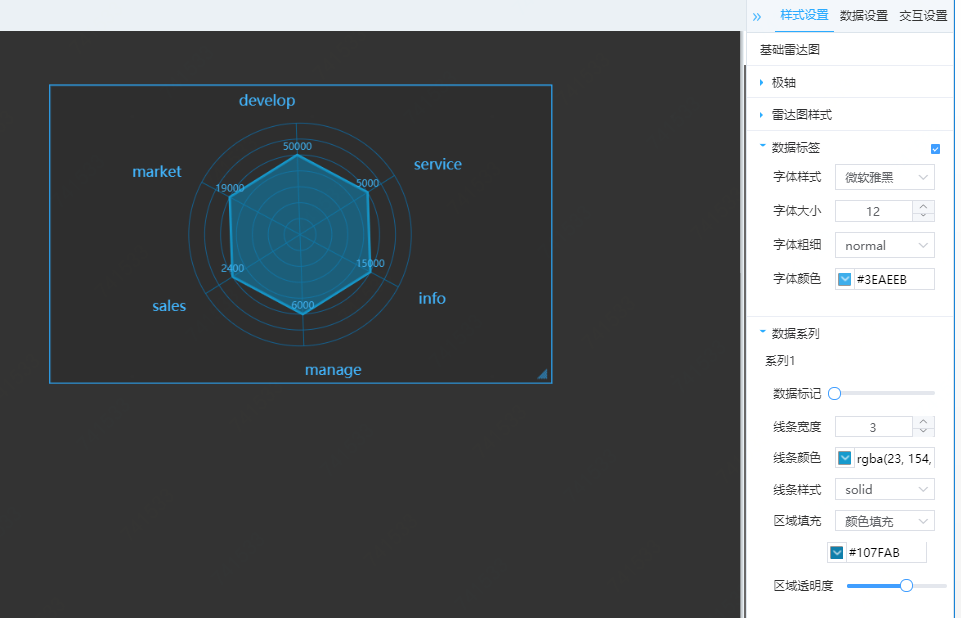 样式设置 数据设置 交互设置
基础雷达图
极轴
雷达图样式
数据标签
字体样式 微软雅黑
字体大小 12
字体粗细 normal
字体颜色 #3EAEEB
数据系列
系列1
数据标记
线条宽度 3
线条颜色 rgba(23, 154,
线条样式 solid
区域填充 颜色填充
#107FAB
区域透明度
develop
50000
service
market
5000
19000
15000
2400
info
sales
6000
manage